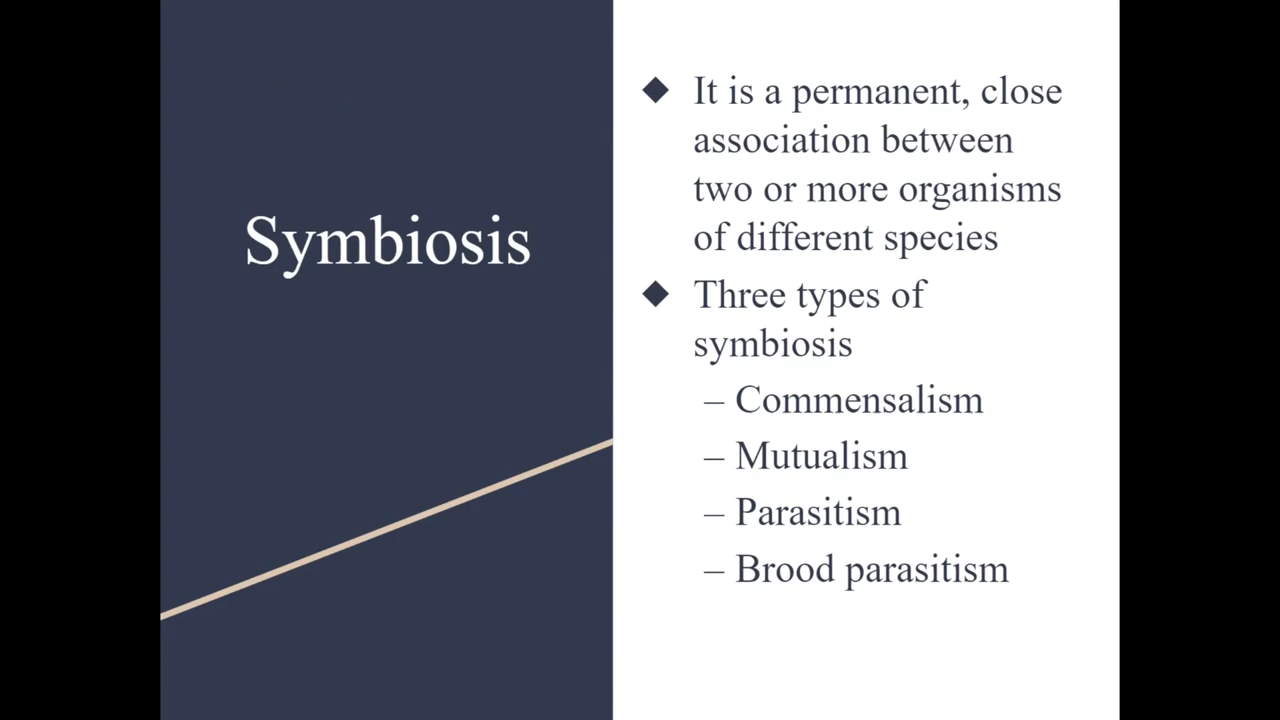 Symbiosis
◆ It is a permanent, close
association between
two or more organisms
of different species
◆ Three types of
symbiosis
– Commensalism
– Mutualism
– Parasitism
– Brood parasitism